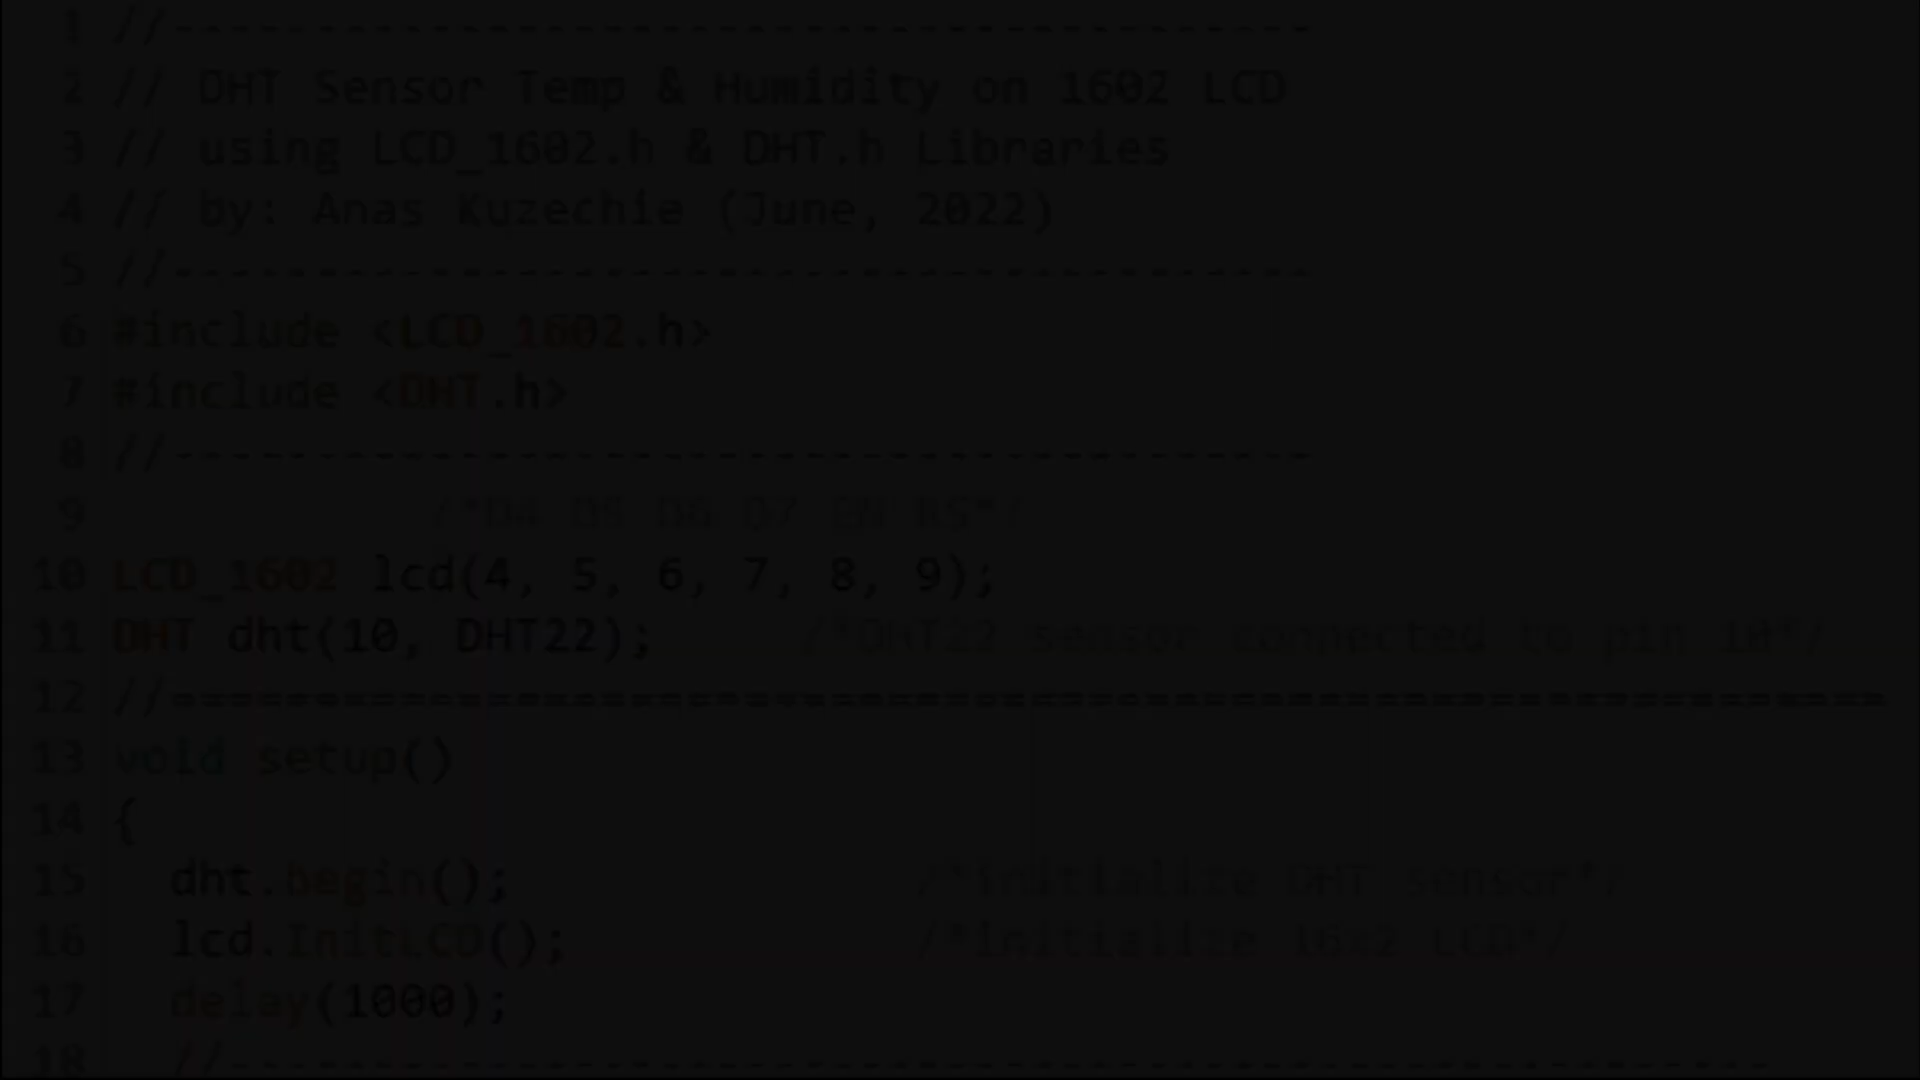 1 //----------------------------------------
2 // DHT Sensor Temp & Humidity on 1602 LCD
3 // using LCD_1602.h & DHT.h Libraries
4 // by: Anas Kuzechie (June, 2022)
5 //----------------------------------------
6 #include <LCD_1602.h>
7 #include <DHT.h>
8 //----------------------------------------
9            /*D4 D5 D6 D7 EN RS*/
10 LCD_1602 lcd(4, 5, 6, 7, 8, 9);
11 DHT dht(10, DHT22);     /*DHT22 sensor connected to pin 10*/
12 //============================================================
13 void setup()
14 {
15   dht.begin();              /*initialize DHT sensor*/
16   lcd.InitLCD();            /*initialize 16x2 LCD*/
17   delay(1000);
18   //------------------------------------------------------